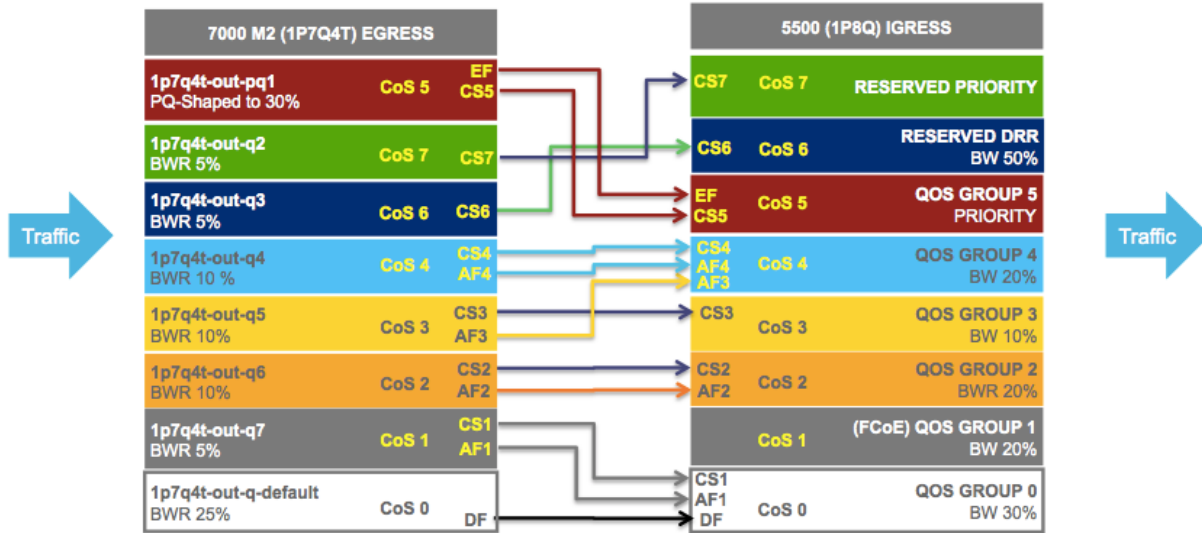 7000 M2 (1P7Q4T) EGRESS
5500 (1P8Q) IGRESS
Traffic
1p7q4t-out-pq1
PQ-Shaped to 30%
CoS 5
EF
CS5
1p7q4t-out-q2
BWR 5%
CoS 7
CS7
1p7q4t-out-q3
BWR 5%
CoS 6
CS6
1p7q4t-out-q4
BWR 10 %
CoS 4
CS4
AF4
1p7q4t-out-q5
BWR 10%
CoS 3
CS3
AF3
1p7q4t-out-q6
BWR 10%
CoS 2
CS2
AF2
1p7q4t-out-q7
BWR 5%
CoS 1
CS1
AF1
1p7q4t-out-q-default
BWR 25%
CoS 0
DF
CS7
CoS 7
RESERVED PRIORITY
CS6
CoS 6
RESERVED DRR
BW 50%
EF
CS5
CoS 5
QOS GROUP 5
PRIORITY
CS4
AF4
AF3
CoS 4
QOS GROUP 4
BW 20%
CS3
CoS 3
QOS GROUP 3
BW 10%
CS2
AF2
CoS 2
QOS GROUP 2
BWR 20%
CoS 1
(FCoE) QOS GROUP 1
BW 20%
CS1
AF1
DF
CoS 0
QOS GROUP 0
BW 30%
Traffic